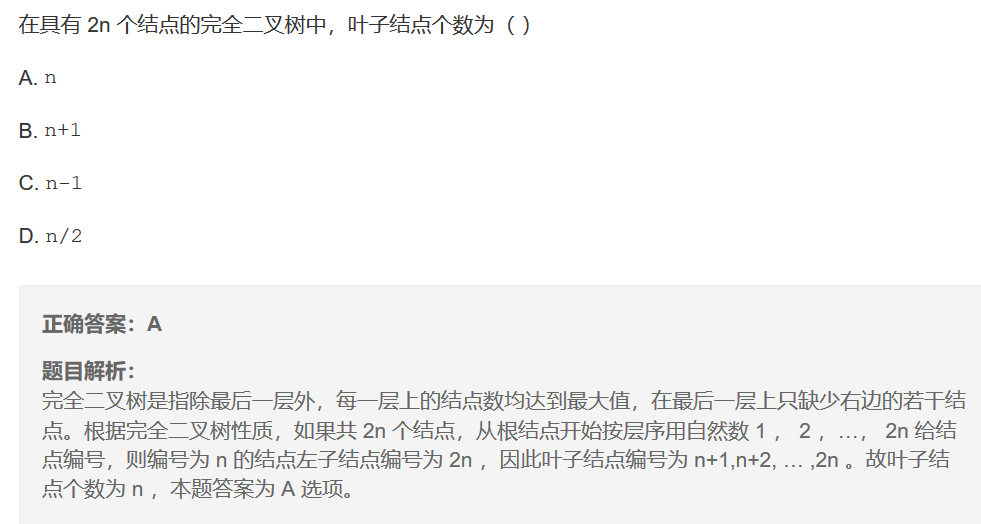 在具有 2n 个结点的完全二叉树中，叶子结点个数为（ ）
A. n
B. n+1
C. n-1
D. n/2
正确答案：A
题目解析：
完全二叉树是指除最后一层外，每一层上的结点数均达到最大值，在最后一层上只缺少右边的若干结
点。根据完全二叉树性质，如果共 2n 个结点，从根结点开始按层序用自然数 1 ， 2 ，…， 2n 给结
点编号，则编号为 n 的结点左子结点编号为 2n ，因此叶子结点编号为 n+1,n+2, … ,2n 。故叶子结
点个数为 n ，本题答案为 A 选项。